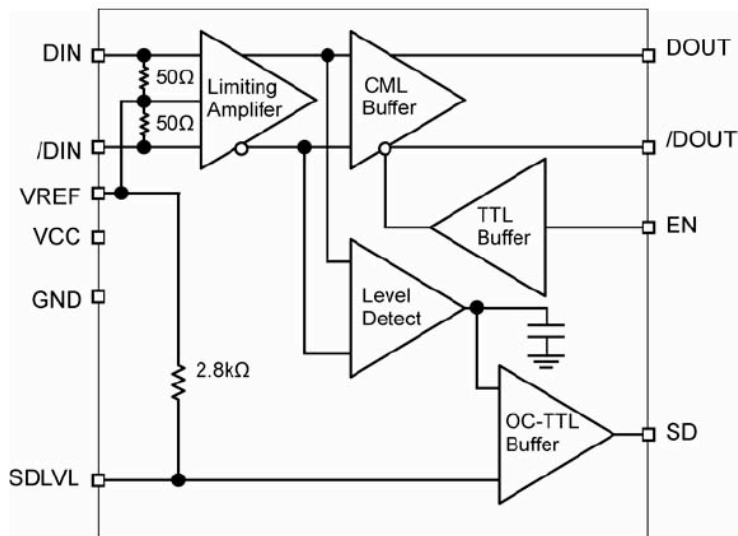 DIN
50Ω
50Ω
/DIN
VREF
VCC
GND
2.8kΩ
SDLVL
Limiting
Amplifer
CML
Buffer
TTL
Buffer
Level
Detect
OC-TTL
Buffer
DOUT
/DOUT
EN
SD